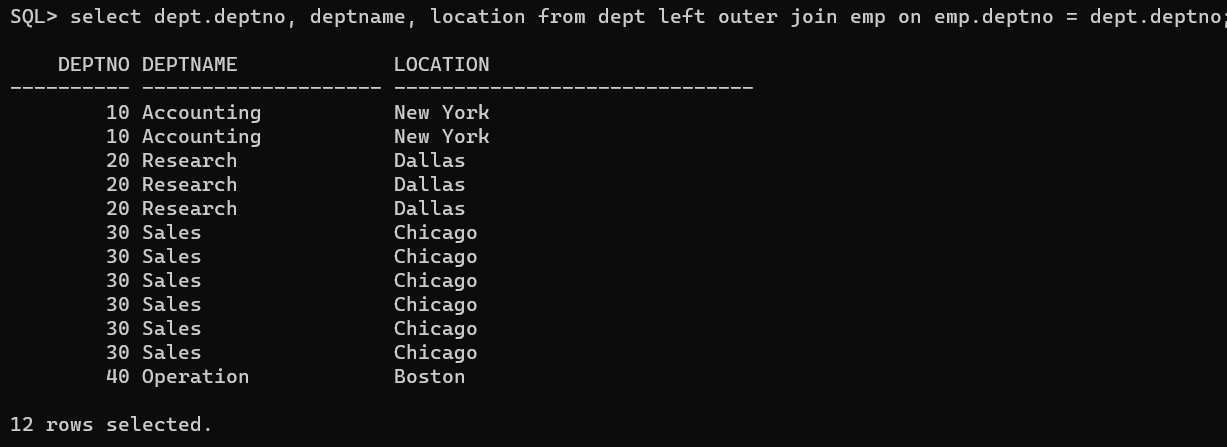 SQL> select dept.deptno, deptname, location from dept left outer join emp on emp.deptno = dept.deptno;
    DEPTNO DEPTNAME             LOCATION
---------- -------------------- ------------------------------
        10 Accounting           New York
        10 Accounting           New York
        20 Research             Dallas
        20 Research             Dallas
        20 Research             Dallas
        30 Sales                Chicago
        30 Sales                Chicago
        30 Sales                Chicago
        30 Sales                Chicago
        30 Sales                Chicago
        30 Sales                Chicago
        40 Operation            Boston
12 rows selected.